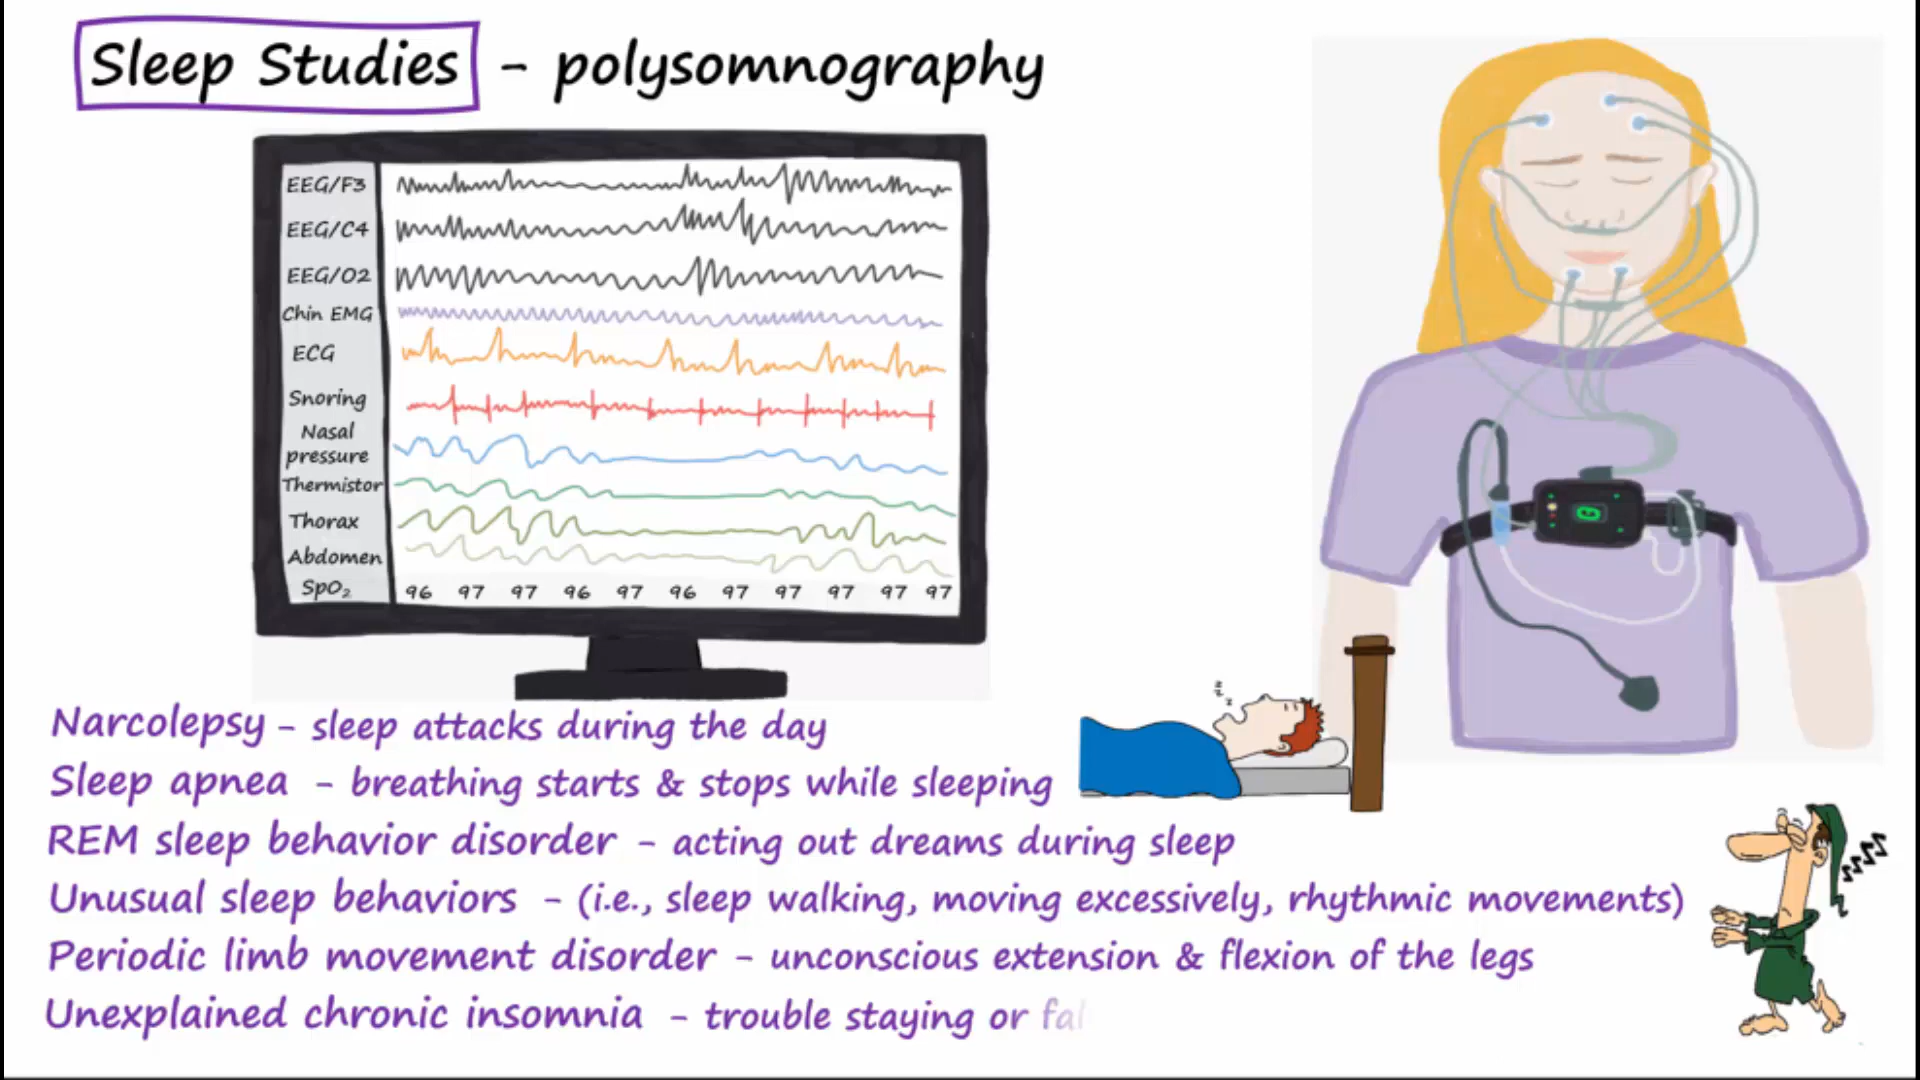 Sleep Studies - polysomnography
EEG/F3
EEG/C4
EEG/O2
Chin EMG
ECG
Snoring
Nasal
pressure
Thermistor
Thorax
Abdomen
SpO₂ 96 97 97 96 97 96 97 97 97 97 97
z z z
Narcolepsy - sleep attacks during the day
Sleep apnea - breathing starts & stops while sleeping
REM sleep behavior disorder - acting out dreams during sleep
Unusual sleep behaviors - (i.e., sleep walking, moving excessively, rhythmic movements)
Periodic limb movement disorder - unconscious extension & flexion of the legs
Unexplained chronic insomnia - trouble staying or fal